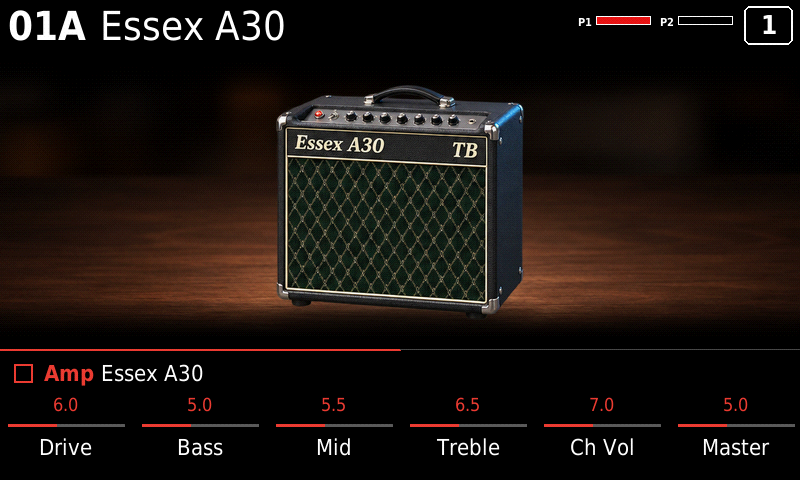 01A Essex A30
P1 P2 1
Essex A30 TB
Amp Essex A30
6.0 5.0 5.5 6.5 7.0 5.0
Drive Bass Mid Treble Ch Vol Master